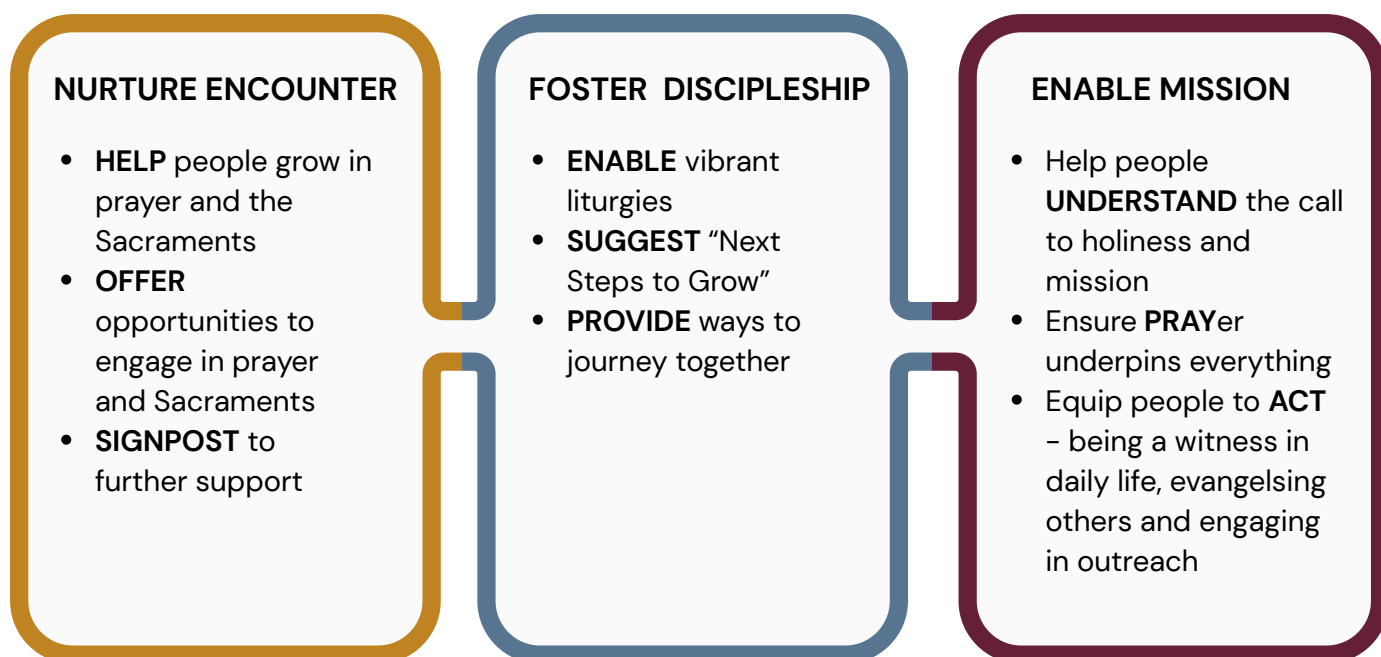 NURTURE ENCOUNTER
• HELP people grow in
prayer and the
Sacraments
• OFFER
opportunities to
engage in prayer
and Sacraments
• SIGNPOST to
further support
FOSTER DISCIPLESHIP
• ENABLE vibrant
liturgies
• SUGGEST “Next
Steps to Grow”
• PROVIDE ways to
journey together
ENABLE MISSION
• Help people
UNDERSTAND the call
to holiness and
mission
• Ensure PRAYer
underpins everything
• Equip people to ACT
– being a witness in
daily life, evangelsing
others and engaging
in outreach